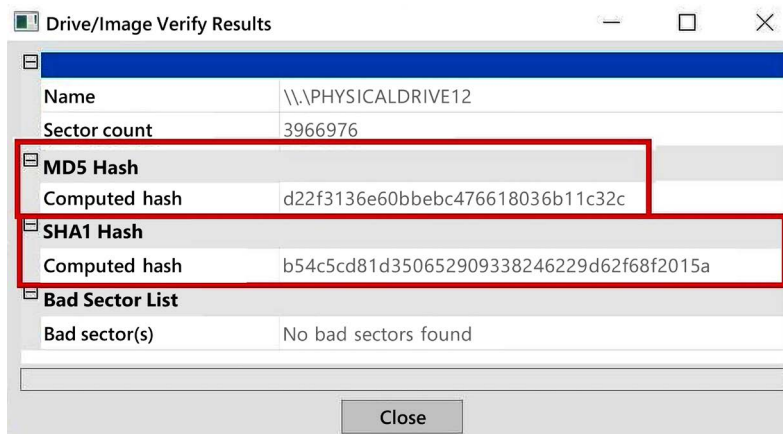 Drive/Image Verify Results
Name \\.\PHYSICALDRIVE12
Sector count 3966976
MD5 Hash
Computed hash d22f3136e60bbebc476618036b11c32c
SHA1 Hash
Computed hash b54c5cd81d350652909338246229d62f68f2015a
Bad Sector List
Bad sector(s) No bad sectors found
Close